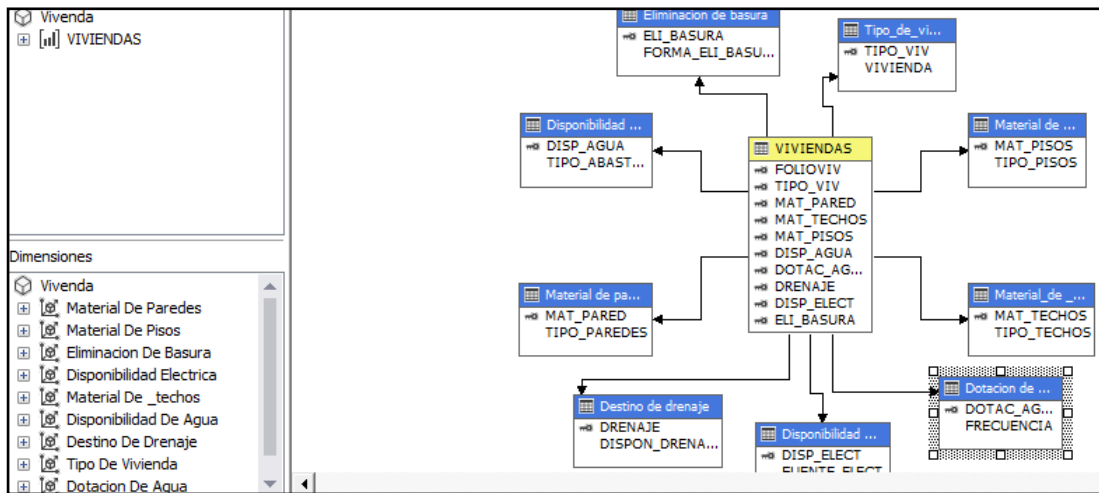 Vivenda
VIVIENDAS
Dimensiones
Vivenda
Material De Paredes
Material De Pisos
Eliminacion De Basura
Disponibilidad Electrica
Material De _techos
Disponibilidad De Agua
Destino De Drenaje
Tipo De Vivienda
Dotacion De Agua
Eliminacion de basura
ELI_BASURA
FORMA_ELI_BASU...
Tipo_de_vi...
TIPO_VIV
VIVIENDA
Disponibilidad ...
DISP_AGUA
TIPO_ABAST...
VIVIENDAS
FOLIOVIV
TIPO_VIV
MAT_PARED
MAT_TECHOS
MAT_PISOS
DISP_AGUA
DOTAC_AG...
DRENAJE
DISP_ELECT
ELI_BASURA
Material de ...
MAT_PISOS
TIPO_PISOS
Material de pa...
MAT_PARED
TIPO_PAREDES
Material_de _...
MAT_TECHOS
TIPO_TECHOS
Destino de drenaje
DRENAJE
DISPON_DRENA...
Disponibilidad ...
DISP_ELECT
FUENTE_ELECT
Dotacion de ...
DOTAC_AG...
FRECUENCIA